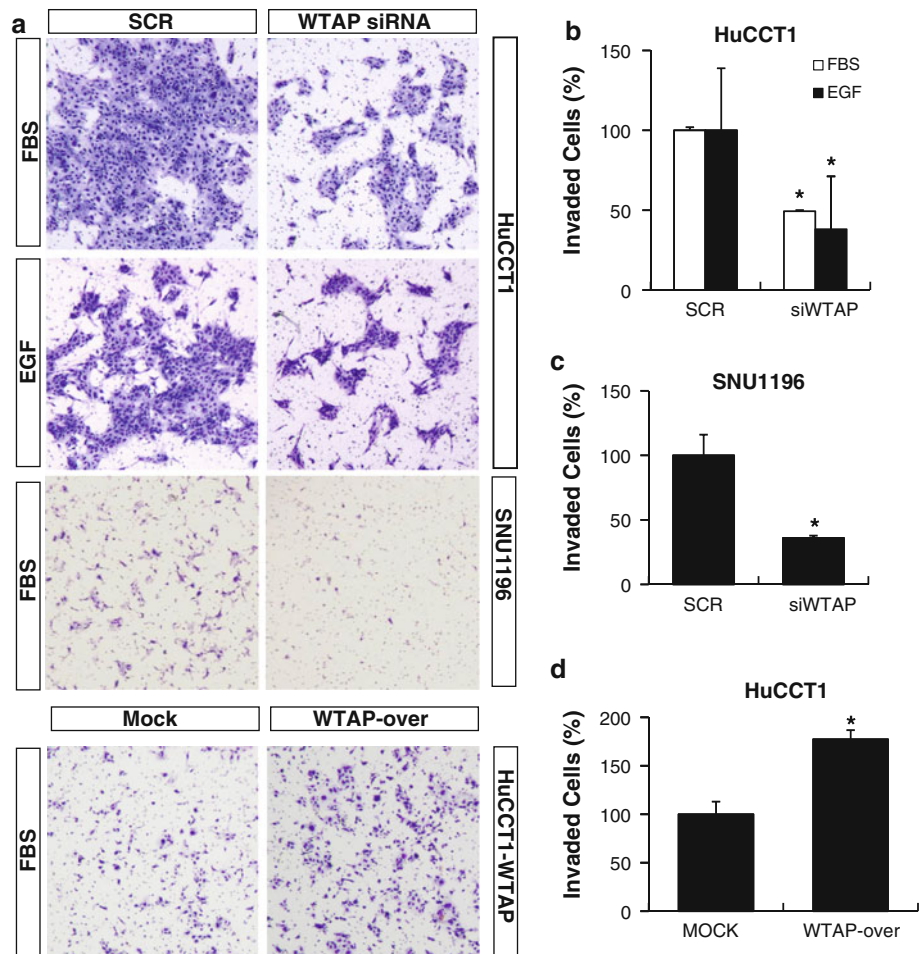 a
SCR
WTAP siRNA
FBS
HuCCT1
EGF
FBS
SNU1196
Mock
WTAP-over
FBS
HuCCT1-WTAP
b
HuCCT1
Invaded Cells (%)
150
100
50
0
FBS
EGF
*
*
SCR
siWTAP
c
SNU1196
Invaded Cells (%)
150
100
50
0
*
SCR
siWTAP
d
HuCCT1
Invaded Cells (%)
200
150
100
50
0
*
MOCK
WTAP-over